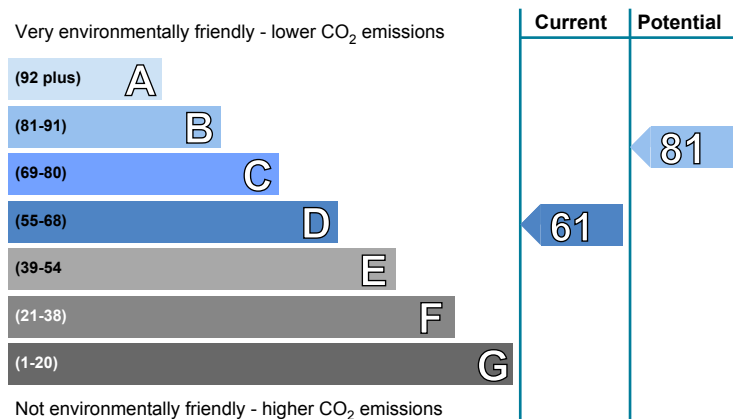 Current Potential
Very environmentally friendly - lower CO2 emissions
(92 plus) A
(81-91) B
81
(69-80) C
(55-68) D
61
(39-54 E
(21-38) F
(1-20) G
Not environmentally friendly - higher CO2 emissions